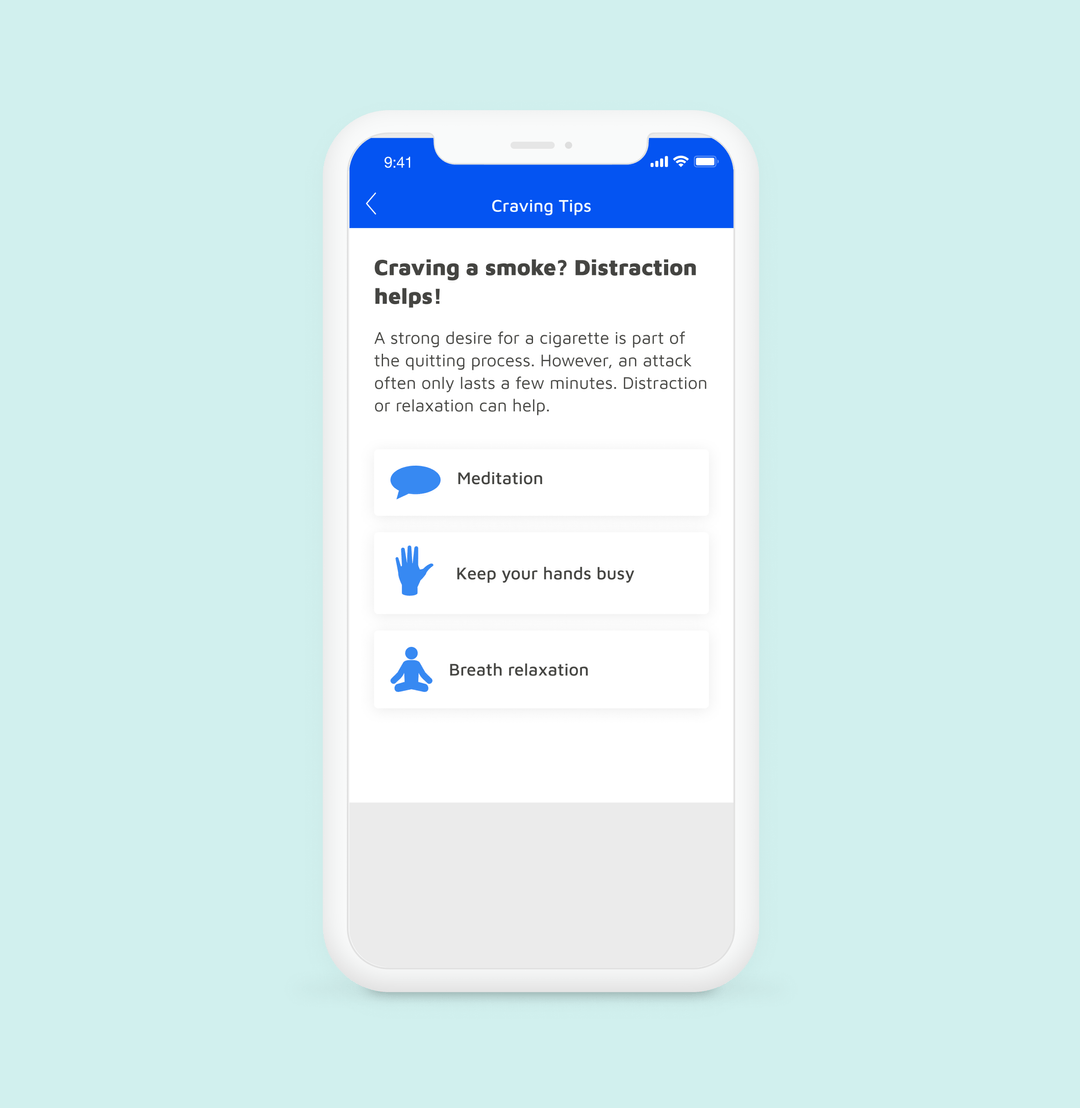 9:41
Craving Tips
Craving a smoke? Distraction
helps!
A strong desire for a cigarette is part of
the quitting process. However, an attack
often only lasts a few minutes. Distraction
or relaxation can help.
Meditation
Keep your hands busy
Breath relaxation